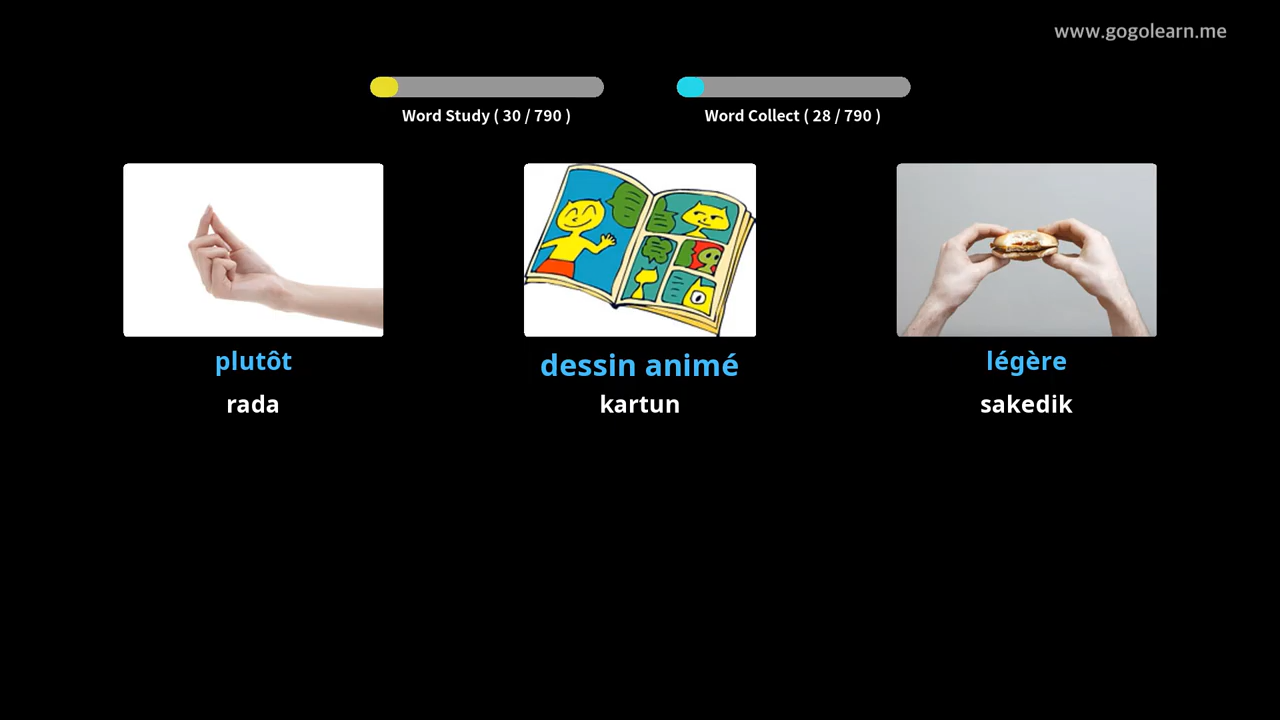 www.gogolearn.me
Word Study ( 30 / 790 )
Word Collect ( 28 / 790 )
plutôt
dessin animé
légère
rada
kartun
sakedik